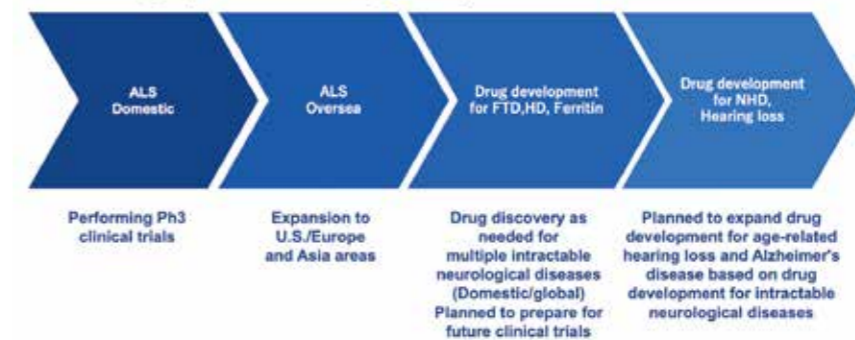 ALS
Domestic
ALS
Oversea
Drug development
for FTD,HD, Ferritin
Drug development
for NHD,
Hearing loss
Performing Ph3
clinical trials
Expansion to
U.S./Europe
and Asia areas
Drug discovery as
needed for
multiple intractable
neurological diseases
(Domestic/global)
Planned to prepare for
future clinical trials
Planned to expand drug
development for age-related
hearing loss and Alzheimer's
disease based on drug
development for intractable
neurological diseases